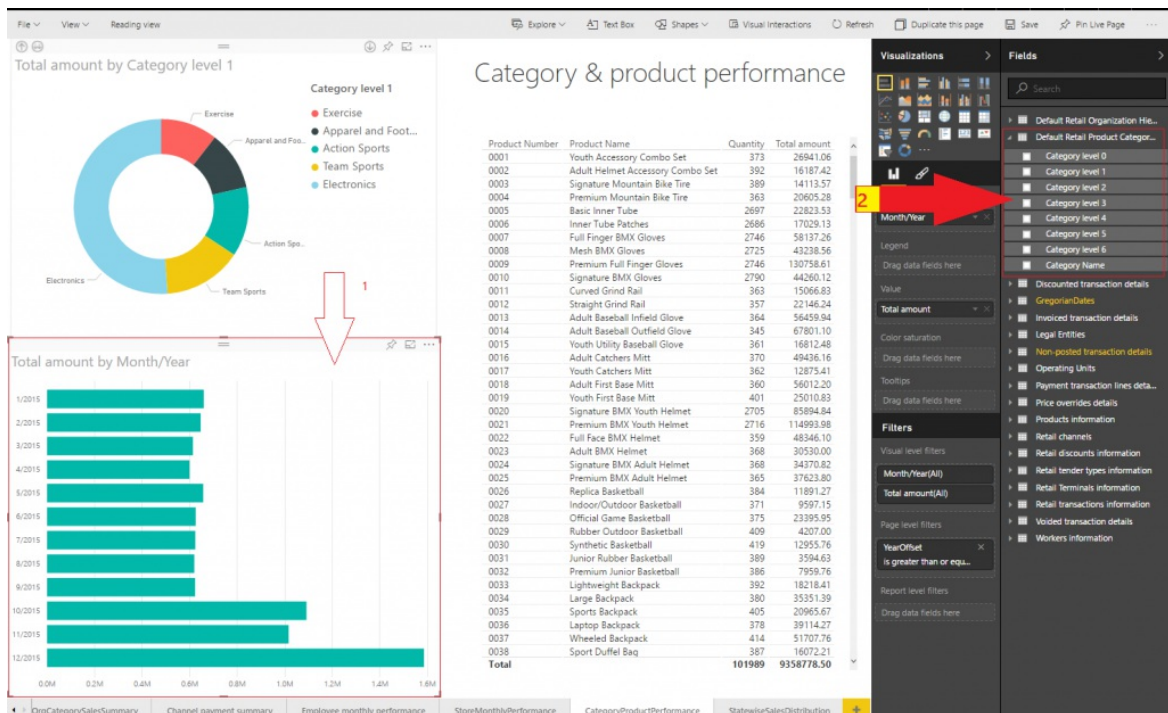 File View Reading view Explore Text Box Shapes Visual Interactions Refresh Duplicate this page Save Pin Live Page ...
Total amount by Category level 1
Category level 1
Exercise
Apparel and Foot...
Action Sports
Team Sports
Electronics
Exercise
Apparel and Foo...
Action Spo...
Team Sports
Electronics
1
Total amount by Month/Year
1/2015
2/2015
3/2015
4/2015
5/2015
6/2015
7/2015
8/2015
9/2015
10/2015
11/2015
12/2015
0.0M 0.2M 0.4M 0.6M 0.8M 1.0M 1.2M 1.4M 1.6M
Category & product performance
Product Number Product Name Quantity Total amount
0001 Youth Accessory Combo Set 373 26941.06
0002 Adult Helmet Accessory Combo Set 392 16187.42
0003 Signature Mountain Bike Tire 389 14113.57
0004 Premium Mountain Bike Tire 363 20605.28
0005 Basic Inner Tube 2697 22823.53
0006 Inner Tube Patches 2686 17029.13
0007 Full Finger BMX Gloves 2746 58137.26
0008 Mesh BMX Gloves 2725 43238.56
0009 Premium Full Finger Gloves 2746 130758.61
0010 Signature BMX Gloves 2790 44260.12
0011 Curved Grind Rail 363 15066.83
0012 Straight Grind Rail 357 22146.24
0013 Adult Baseball Infield Glove 364 56459.94
0014 Adult Baseball Outfield Glove 345 67801.10
0015 Youth Utility Baseball Glove 361 16812.48
0016 Adult Catchers Mitt 370 49436.16
0017 Youth Catchers Mitt 362 12875.41
0018 Adult First Base Mitt 360 56012.20
0019 Youth First Base Mitt 401 25010.83
0020 Signature BMX Youth Helmet 2705 85894.84
0021 Premium BMX Youth Helmet 2716 114993.98
0022 Full Face BMX Helmet 359 48346.10
0023 Adult BMX Helmet 368 30530.00
0024 Signature BMX Adult Helmet 368 34370.82
0025 Premium BMX Adult Helmet 365 37623.80
0026 Replica Basketball 384 11891.27
0027 Indoor/Outdoor Basketball 371 9597.15
0028 Official Game Basketball 375 23395.95
0029 Rubber Outdoor Basketball 409 4207.00
0030 Synthetic Basketball 419 12955.76
0031 Junior Rubber Basketball 389 3594.63
0032 Premium Junior Basketball 386 7959.76
0033 Lightweight Backpack 392 18218.41
0034 Large Backpack 380 35351.39
0035 Sports Backpack 405 20965.67
0036 Laptop Backpack 378 39114.27
0037 Wheeled Backpack 414 51707.76
0038 Sport Duffel Bag 387 16072.21
Total 101989 9358778.50
Visualizations
2
Month/Year
Legend
Drag data fields here
Value
Total amount
Color saturation
Drag data fields here
Tooltips
Drag data fields here
Filters
Visual level filters
Month/Year(All)
Total amount(All)
Page level filters
YearOffset
is greater than or equ...
Report level filters
Drag data fields here
Fields
Search
Default Retail Organization Hie...
Default Retail Product Categor...
Category level 0
Category level 1
Category level 2
Category level 3
Category level 4
Category level 5
Category level 6
Category Name
Discounted transaction details
GregorianDates
Invoiced transaction details
Legal Entities
Non-posted transaction details
Operating Units
Payment transaction lines deta...
Price overrides details
Products information
Retail channels
Retail discounts information
Retail tender types information
Retail Terminals information
Retail transactions information
Voided transaction details
Workers information
OrgCategorySalesSummary Channel payment summary Employee monthly performance StoreMonthlyPerformance CategoryProductPerformance StatewiseSalesDistribution